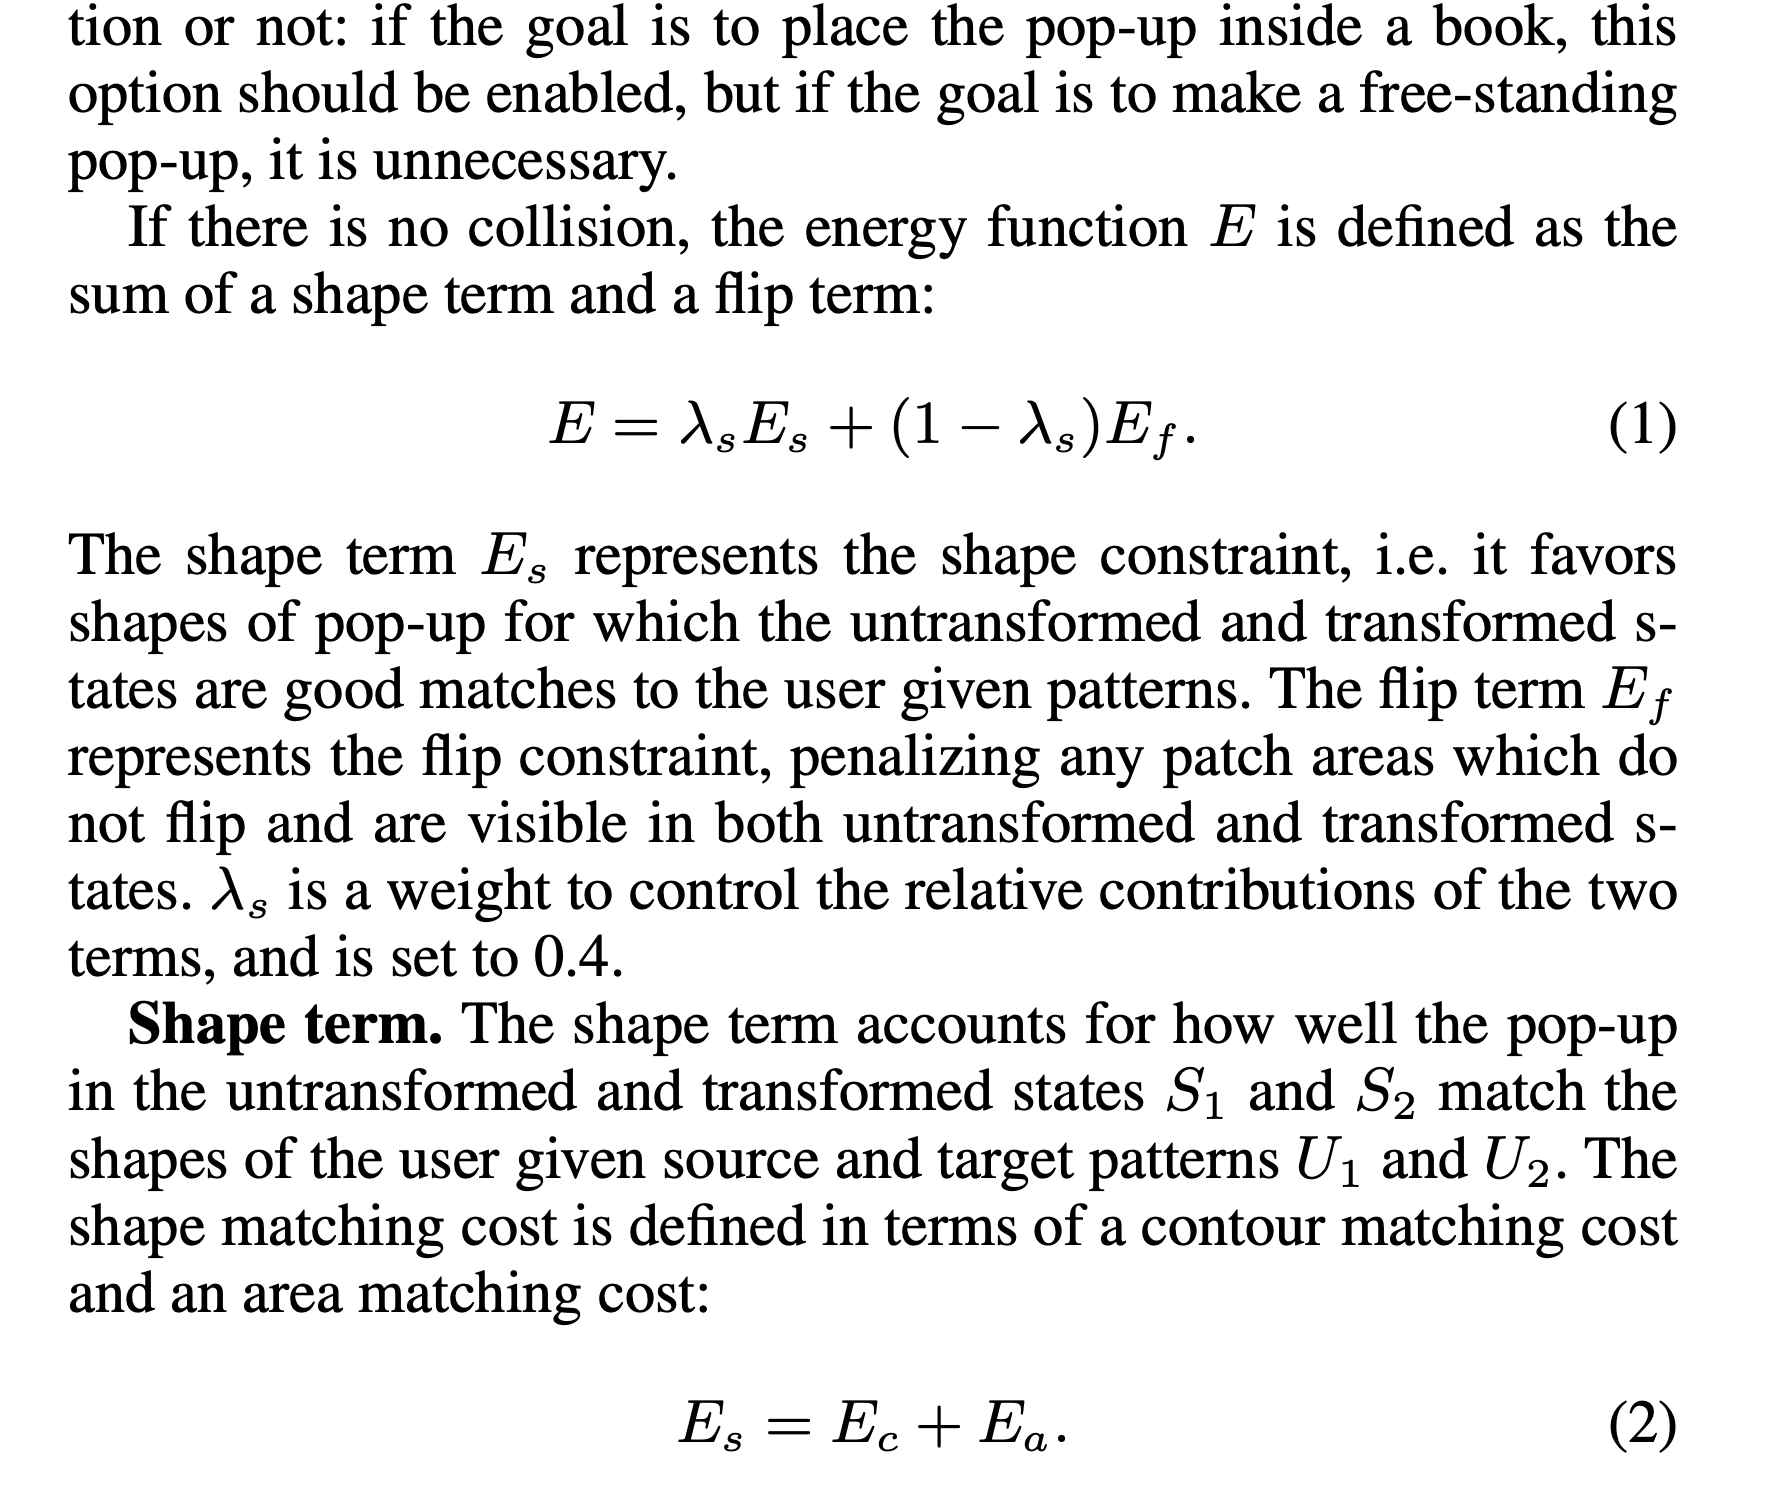 tion or not: if the goal is to place the pop-up inside a book, this
option should be enabled, but if the goal is to make a free-standing
pop-up, it is unnecessary.
If there is no collision, the energy function E is defined as the
sum of a shape term and a flip term:
E = λ_s E_s + (1 − λ_s)E_f. (1)
The shape term E_s represents the shape constraint, i.e. it favors
shapes of pop-up for which the untransformed and transformed s-
tates are good matches to the user given patterns. The flip term E_f
represents the flip constraint, penalizing any patch areas which do
not flip and are visible in both untransformed and transformed s-
tates. λ_s is a weight to control the relative contributions of the two
terms, and is set to 0.4.
Shape term. The shape term accounts for how well the pop-up
in the untransformed and transformed states S_1 and S_2 match the
shapes of the user given source and target patterns U_1 and U_2. The
shape matching cost is defined in terms of a contour matching cost
and an area matching cost:
E_s = E_c + E_a. (2)